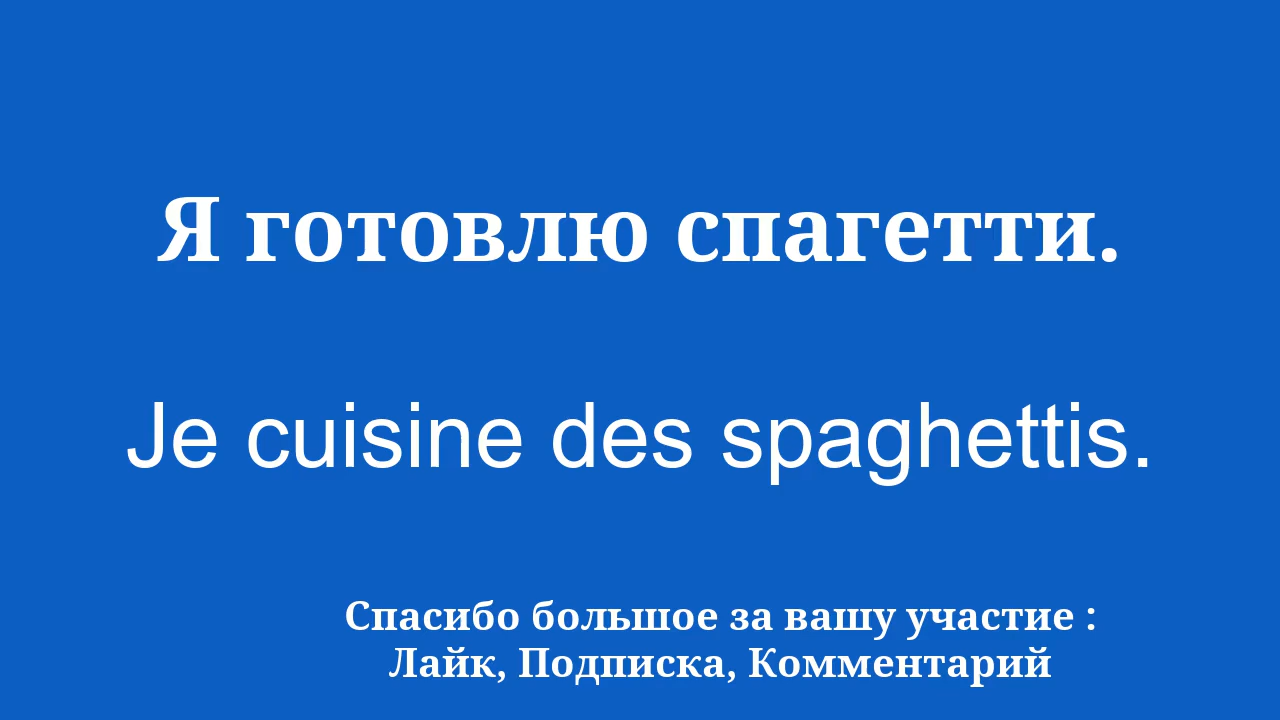 Я готовлю спагетти.
Je cuisine des spaghettis.
Спасибо большое за вашу участие :
Лайк, Подписка, Комментарий